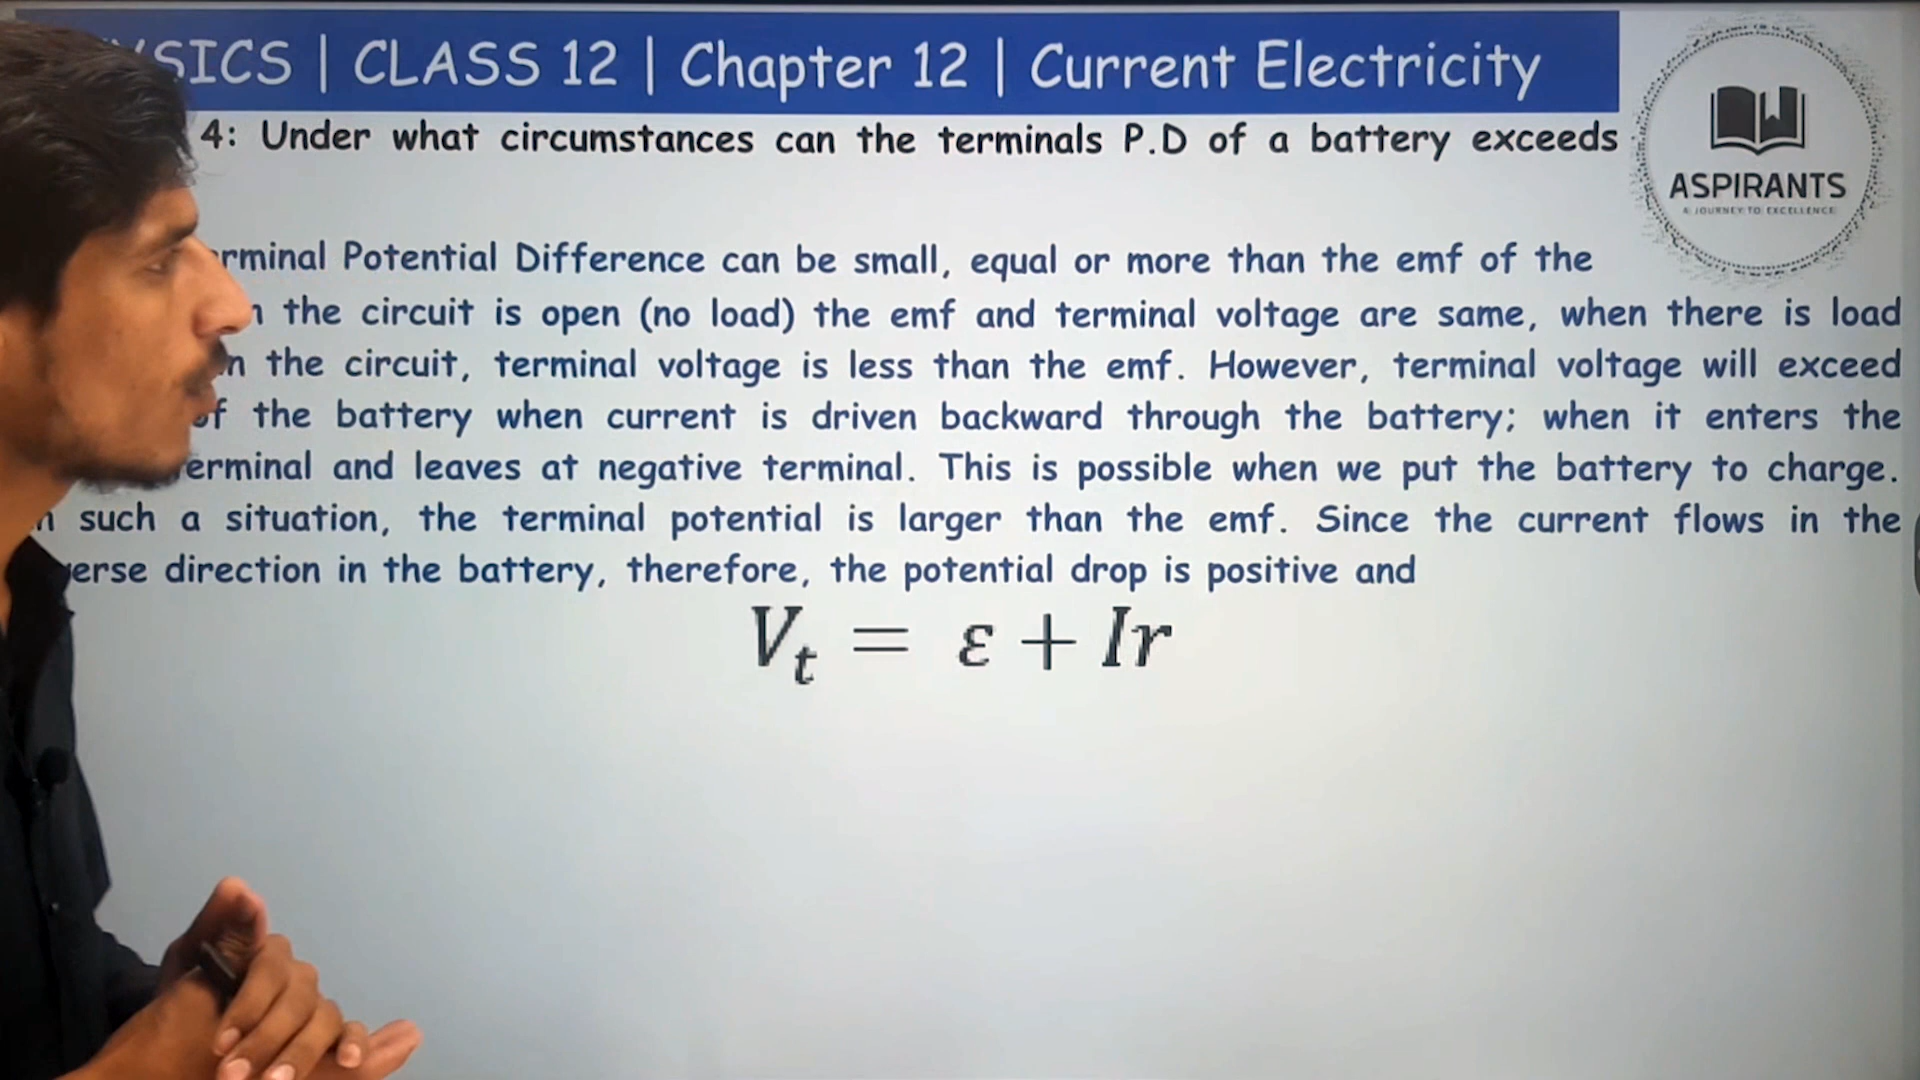 SICS | CLASS 12 | Chapter 12 | Current Electricity
4: Under what circumstances can the terminals P.D of a battery exceeds
ASPIRANTS
A JOURNEY TO EXCELLENCE
rminal Potential Difference can be small, equal or more than the emf of the
the circuit is open (no load) the emf and terminal voltage are same, when there is load
the circuit, terminal voltage is less than the emf. However, terminal voltage will exceed
of the battery when current is driven backward through the battery; when it enters the
erminal and leaves at negative terminal. This is possible when we put the battery to charge.
such a situation, the terminal potential is larger than the emf. Since the current flows in the
erse direction in the battery, therefore, the potential drop is positive and
Vₜ = ε + Ir